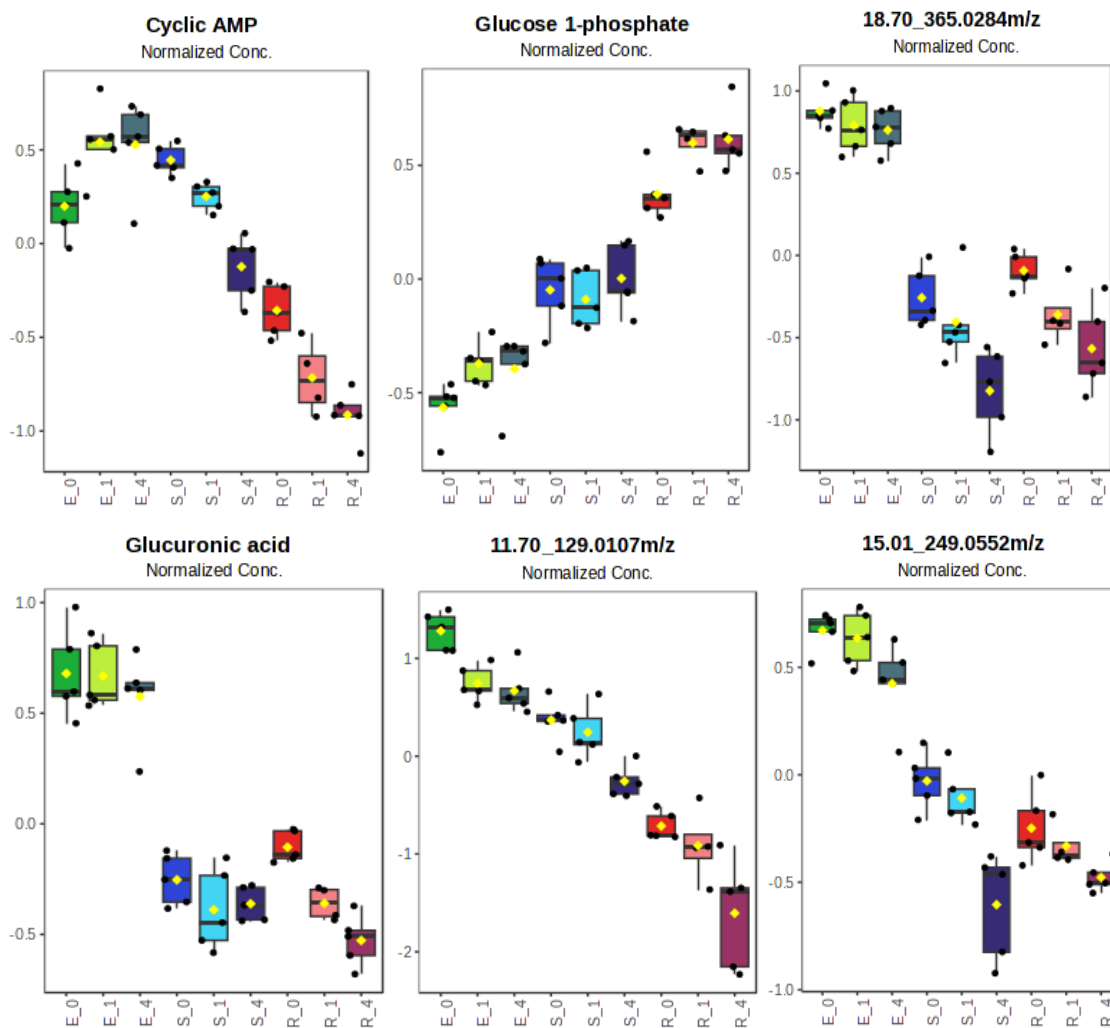 Cyclic AMP
Normalized Conc.
0.5
0.0
-0.5
-1.0
E_0 E_1 E_4 S_0 S_1 S_4 R_0 R_1 R_4
Glucose 1-phosphate
Normalized Conc.
0.5
0.0
-0.5
E_0 E_1 E_4 S_0 S_1 S_4 R_0 R_1 R_4
18.70_365.0284m/z
Normalized Conc.
1.0
0.5
0.0
-0.5
-1.0
E_0 E_1 E_4 S_0 S_1 S_4 R_0 R_1 R_4
Glucuronic acid
Normalized Conc.
1.0
0.5
0.0
-0.5
E_0 E_1 E_4 S_0 S_1 S_4 R_0 R_1 R_4
11.70_129.0107m/z
Normalized Conc.
1
0
-1
-2
E_0 E_1 E_4 S_0 S_1 S_4 R_0 R_1 R_4
15.01_249.0552m/z
Normalized Conc.
0.5
0.0
-0.5
-1.0
E_0 E_1 E_4 S_0 S_1 S_4 R_0 R_1 R_4